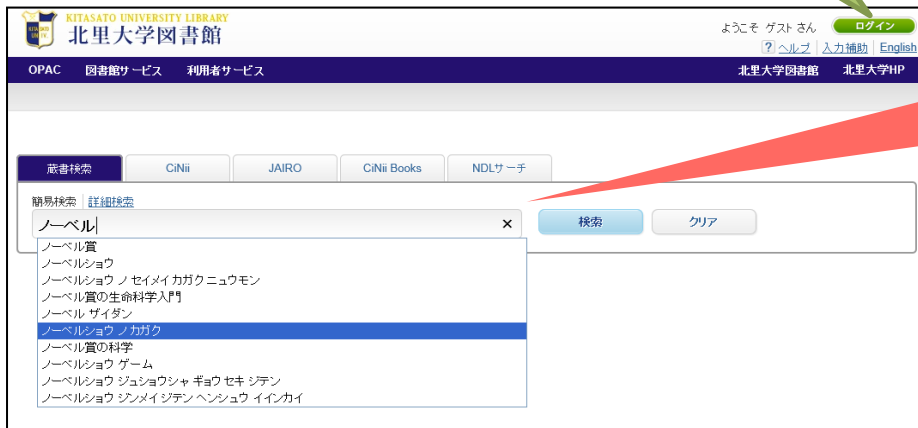 KITASATO UNIVERSITY LIBRARY
北里大学図書館
ようこそ ゲスト さん ログイン
? ヘルプ 入力補助 English
OPAC 図書館サービス 利用者サービス 北里大学図書館 北里大学HP
蔵書検索 CiNii JAIRO CiNii Books NDLサーチ
簡易検索 詳細検索
ノーベル × 検索 クリア
ノーベル賞
ノーベルショウ
ノーベルショウ ノ セイメイ カガク ニュウモン
ノーベル賞の生命科学入門
ノーベル ザイダン
ノーベルショウ ノ カガク
ノーベル賞の科学
ノーベルショウ ゲーム
ノーベルショウ ジュショウシャ ギョウセキ ジテン
ノーベルショウ ジンメイ ジテン ヘンシュウ イインカイ